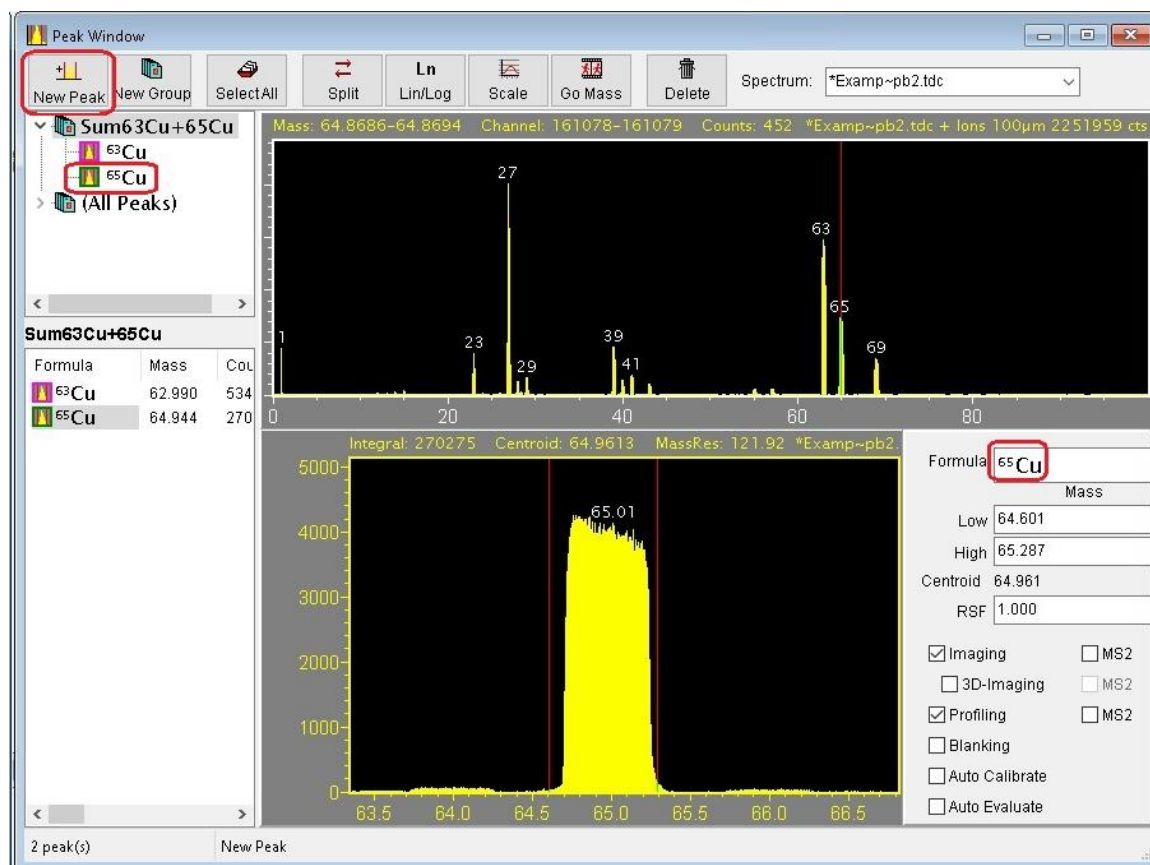 Peak Window
New Peak
New Group
SelectAll
Split
Ln
Lin/Log
Scale
Go Mass
Delete
Spectrum:
*Examp~pb2.tdc
Sum63Cu+65Cu
⁶³Cu
⁶⁵Cu
(All Peaks)
Mass: 64.8686-64.8694 Channel: 161078-161079 Counts: 452 *Examp~pb2.tdc + Ions 100µm 2251959 cts
1
23
27
29
39
41
63
65
69
0 20 40 60 80
Sum63Cu+65Cu
Formula Mass Cou
⁶³Cu 62.990 534
⁶⁵Cu 64.944 270
Integral: 270275 Centroid: 64.9613 MassRes: 121.92 *Examp~pb2.
65.01
5000
4000
3000
2000
1000
0
63.5 64.0 64.5 65.0 65.5 66.0 66.5
Formula ⁶⁵Cu
Mass
Low 64.601
High 65.287
Centroid 64.961
RSF 1.000
Imaging MS2
3D-Imaging MS2
Profiling MS2
Blanking
Auto Calibrate
Auto Evaluate
2 peak(s) New Peak